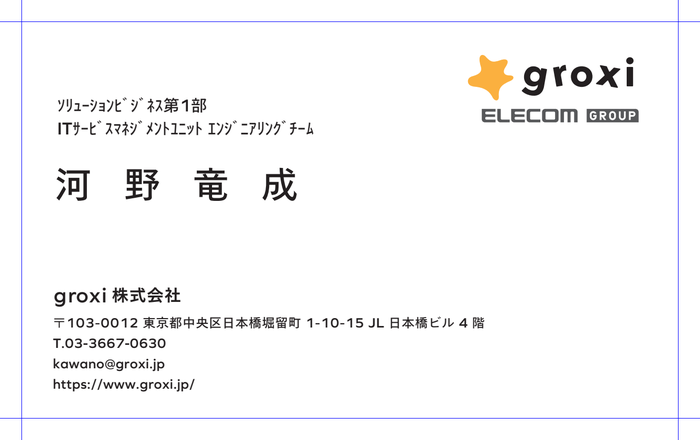 groxi
ELECOM GROUP
ｿﾘｭｰｼｮﾝﾋﾞｼﾞﾈｽ第1部
ITｻｰﾋﾞｽﾏﾈｼﾞﾒﾝﾄﾕﾆｯﾄ ｴﾝｼﾞﾆｱﾘﾝｸﾞﾁｰﾑ
河 野 竜 成
groxi 株式会社
〒103-0012 東京都中央区日本橋堀留町 1-10-15 JL 日本橋ビル 4 階
T.03-3667-0630
kawano@groxi.jp
https://www.groxi.jp/